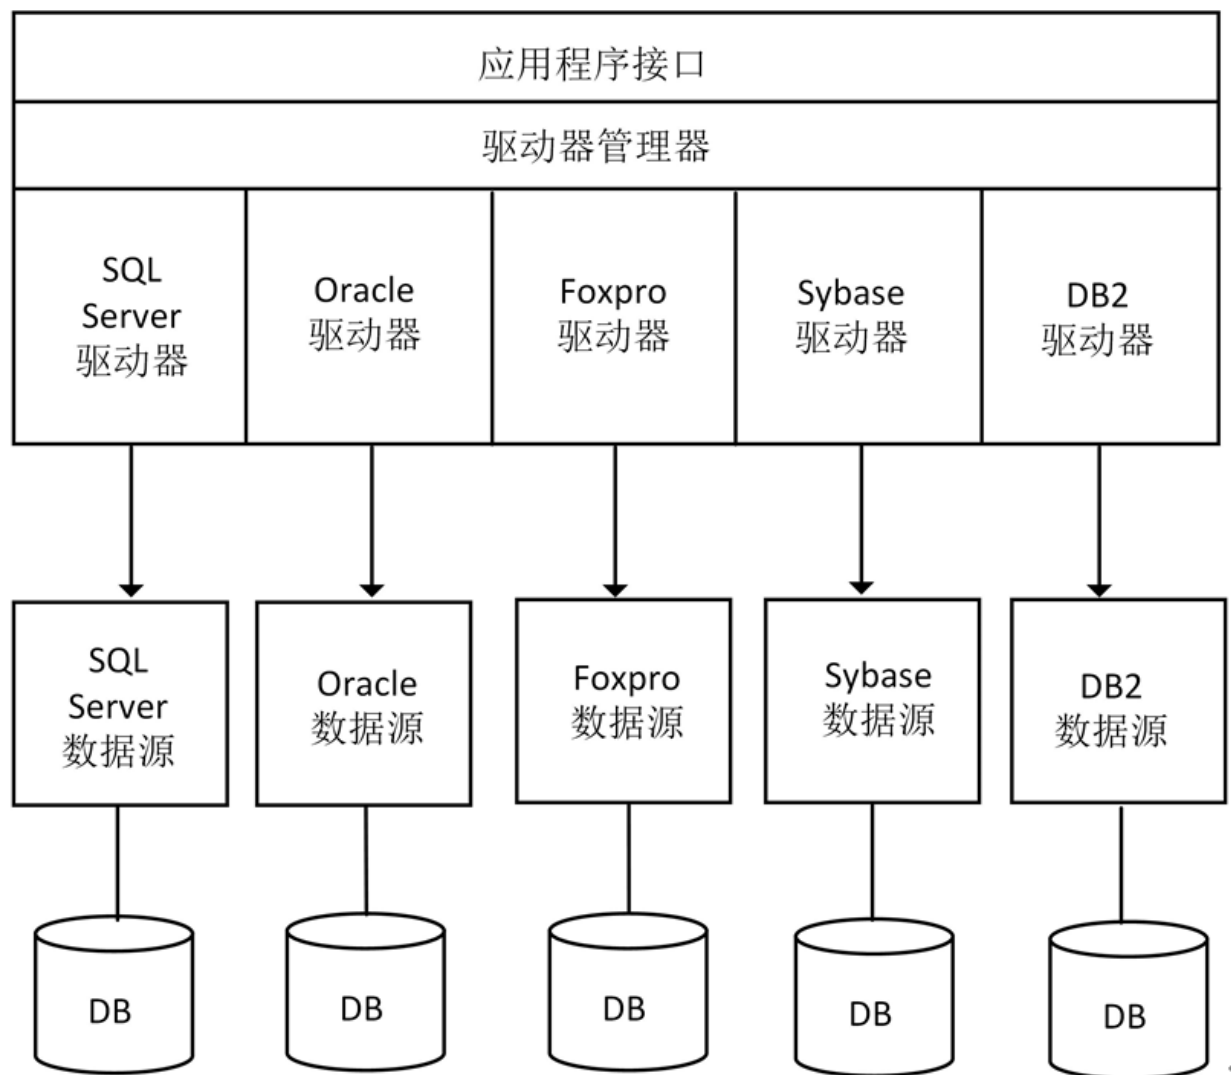 应用程序接口
驱动器管理器
SQL
Server
驱动器
Oracle
驱动器
Foxpro
驱动器
Sybase
驱动器
DB2
驱动器
SQL
Server
数据源
Oracle
数据源
Foxpro
数据源
Sybase
数据源
DB2
数据源
DB
DB
DB
DB
DB